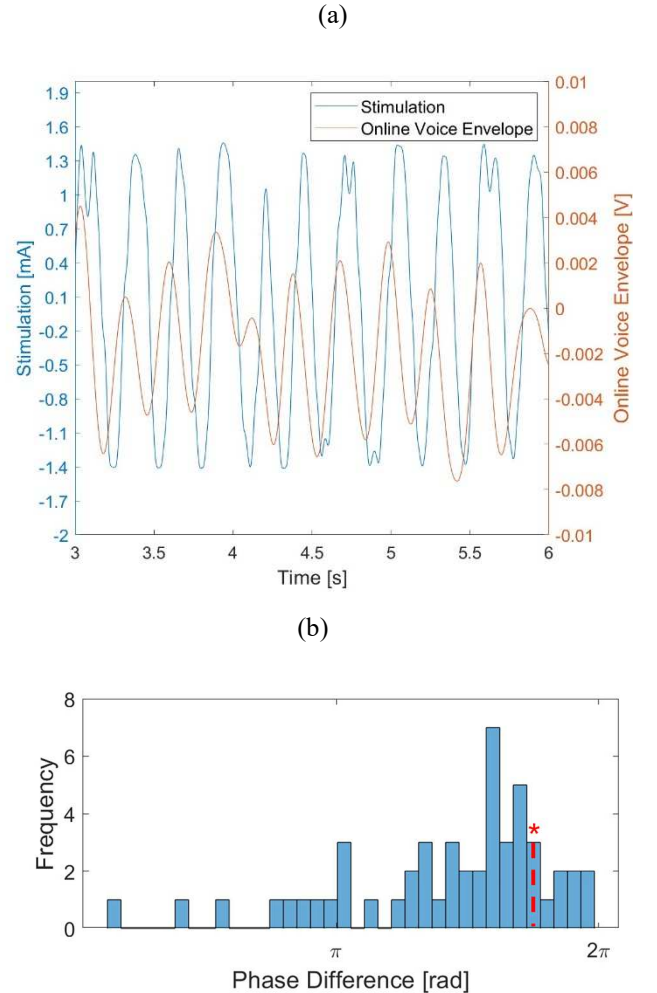 (a)
Stimulation
Online Voice Envelope
1.9
1.6
1.3
1
0.7
0.4
0.1
-0.2
-0.5
-0.8
-1.1
-1.4
-1.7
-2
Stimulation [mA]
0.01
0.008
0.006
0.004
0.002
0
-0.002
-0.004
-0.006
-0.008
-0.01
Online Voice Envelope [V]
3 3.5 4 4.5 5 5.5 6
Time [s]
(b)
8
6
4
2
0
Frequency
*
π 2π
Phase Difference [rad]